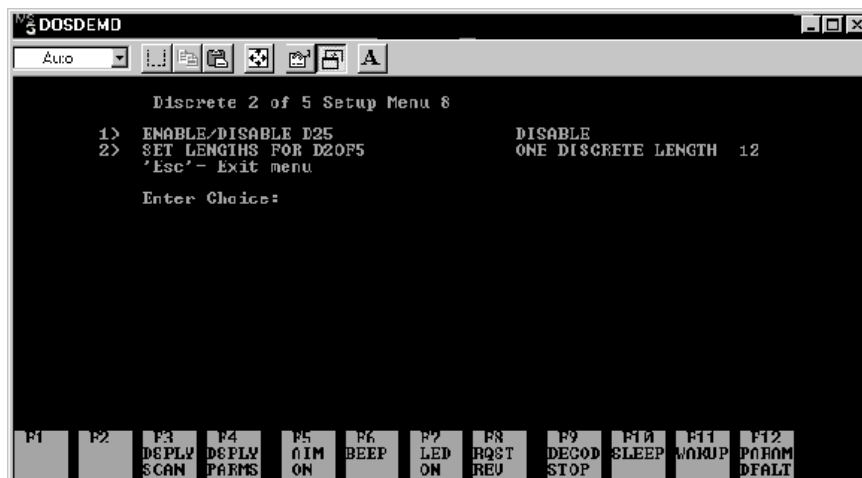 MS DOSDEMO
Auto
A
Discrete 2 of 5 Setup Menu 8
1> ENABLE/DISABLE D25 DISABLE
2> SET LENGTHS FOR D2OF5 ONE DISCRETE LENGTH 12
'Esc'- Exit menu
Enter Choice:
F1 F2 F3 F4 F5 F6 F7 F8 F9 F10 F11 F12
DSPLY DSPLY AIM BEEP LED RQST DECOD SLEEP WAKUP PARAM
SCAN PARMS ON ON REV STOP DFALT